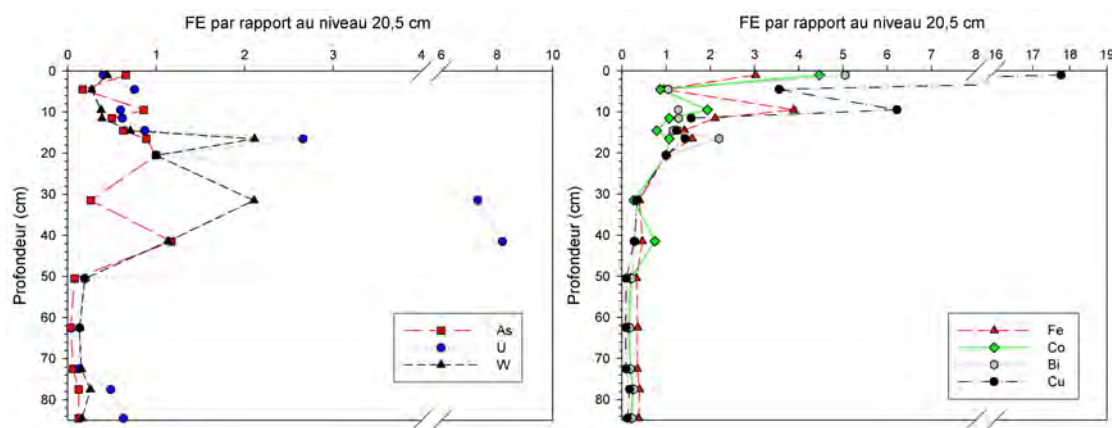 FE par rapport au niveau 20,5 cm
0 1 2 3 4 6 8 10
Profondeur (cm)
0
10
20
30
40
50
60
70
80
As
U
W
FE par rapport au niveau 20,5 cm
0 1 2 3 4 5 6 7 8 16 17 18 19
Profondeur (cm)
0
10
20
30
40
50
60
70
80
Fe
Co
Bi
Cu